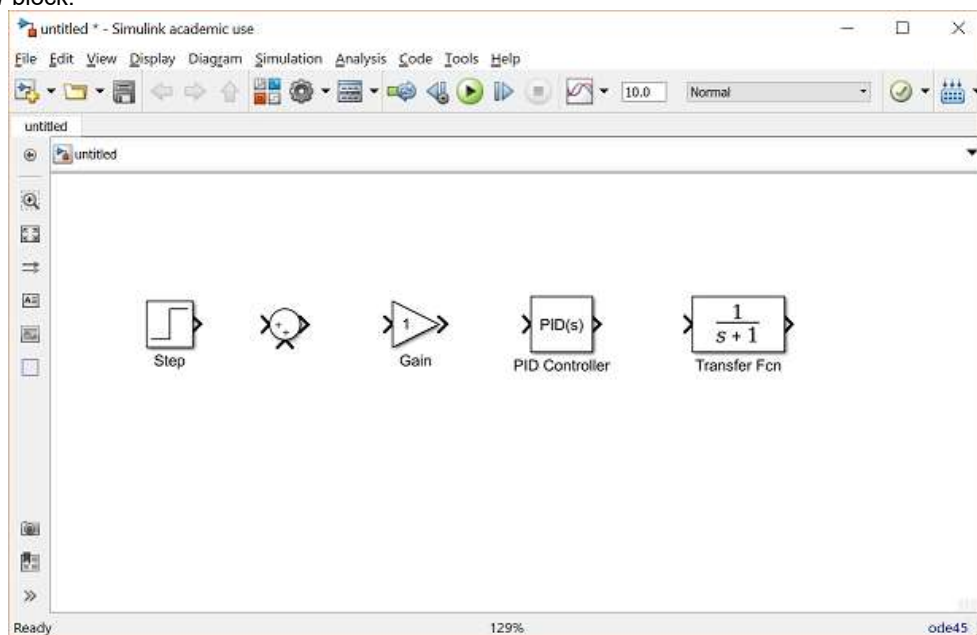 block.
untitled * - Simulink academic use
File Edit View Display Diagram Simulation Analysis Code Tools Help
10.0 Normal
untitled
untitled
1
PID(s)
1
s + 1
Step
Gain
PID Controller
Transfer Fcn
Ready
129%
ode45